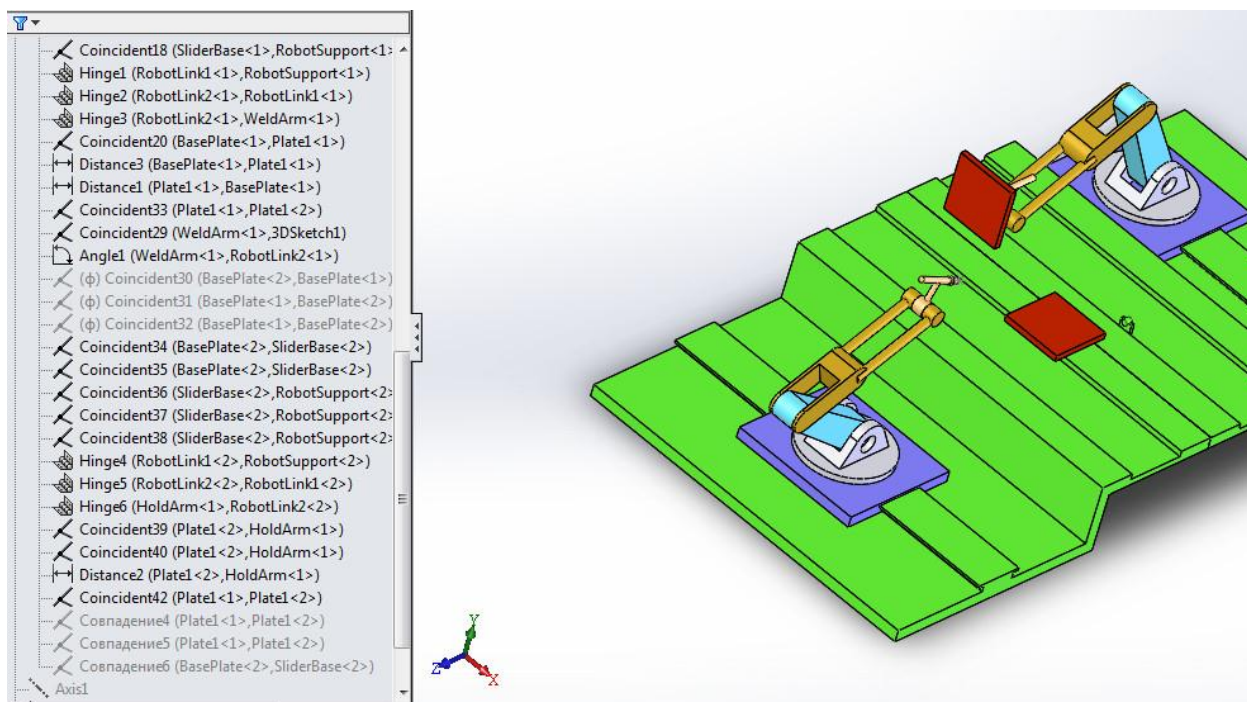 Coincident18 (SliderBase<1>,RobotSupport<1>
Hinge1 (RobotLink1<1>,RobotSupport<1>)
Hinge2 (RobotLink2<1>,RobotLink1<1>)
Hinge3 (RobotLink2<1>,WeldArm<1>)
Coincident20 (BasePlate<1>,Plate1<1>)
Distance3 (BasePlate<1>,Plate1<1>)
Distance1 (Plate1<1>,BasePlate<1>)
Coincident33 (Plate1<1>,Plate1<2>)
Coincident29 (WeldArm<1>,3DSketch1)
Angle1 (WeldArm<1>,RobotLink2<1>)
(ф) Coincident30 (BasePlate<2>,BasePlate<1>)
(ф) Coincident31 (BasePlate<1>,BasePlate<2>)
(ф) Coincident32 (BasePlate<1>,BasePlate<2>)
Coincident34 (BasePlate<2>,SliderBase<2>)
Coincident35 (BasePlate<2>,SliderBase<2>)
Coincident36 (SliderBase<2>,RobotSupport<2>
Coincident37 (SliderBase<2>,RobotSupport<2>
Coincident38 (SliderBase<2>,RobotSupport<2>
Hinge4 (RobotLink1<2>,RobotSupport<2>)
Hinge5 (RobotLink2<2>,RobotLink1<2>)
Hinge6 (HoldArm<1>,RobotLink2<2>)
Coincident39 (Plate1<2>,HoldArm<1>)
Coincident40 (Plate1<2>,HoldArm<1>)
Distance2 (Plate1<2>,HoldArm<1>)
Coincident42 (Plate1<1>,Plate1<2>)
Совпадение4 (Plate1<1>,Plate1<2>)
Совпадение5 (Plate1<1>,Plate1<2>)
Совпадение6 (BasePlate<2>,SliderBase<2>)
Axis1
Y
Z
X